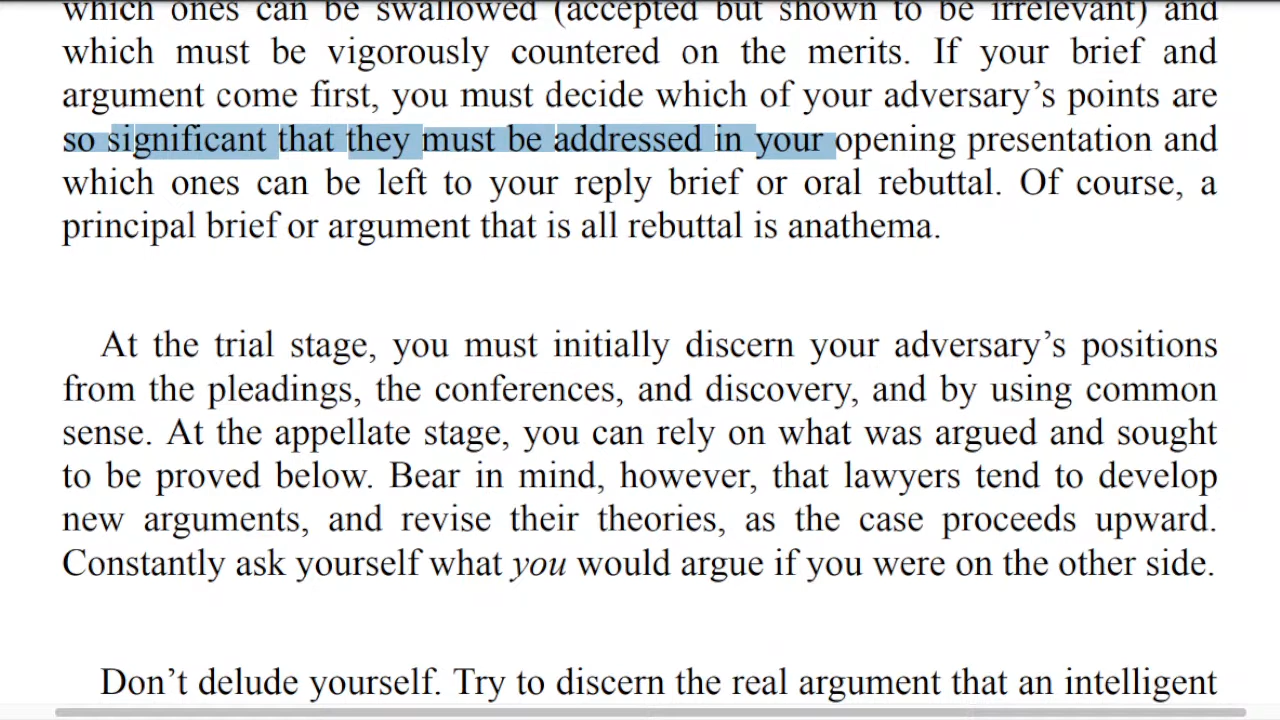 which ones can be swallowed (accepted but shown to be irrelevant) and
which must be vigorously countered on the merits. If your brief and
argument come first, you must decide which of your adversary’s points are
so significant that they must be addressed in your opening presentation and
which ones can be left to your reply brief or oral rebuttal. Of course, a
principal brief or argument that is all rebuttal is anathema.
At the trial stage, you must initially discern your adversary’s positions
from the pleadings, the conferences, and discovery, and by using common
sense. At the appellate stage, you can rely on what was argued and sought
to be proved below. Bear in mind, however, that lawyers tend to develop
new arguments, and revise their theories, as the case proceeds upward.
Constantly ask yourself what you would argue if you were on the other side.
Don’t delude yourself. Try to discern the real argument that an intelligent